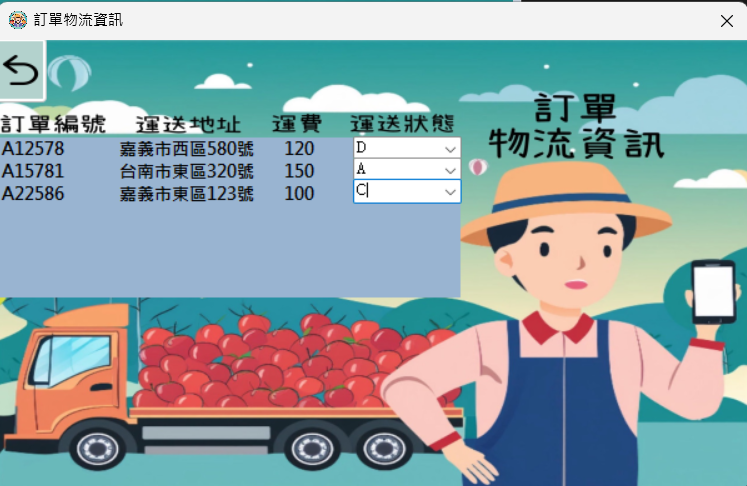 訂單物流資訊
訂單
物流資訊
訂單編號 運送地址 運費 運送狀態
A12578 嘉義市西區580號 120 D
A15781 台南市東區320號 150 A
A22586 嘉義市東區123號 100 C